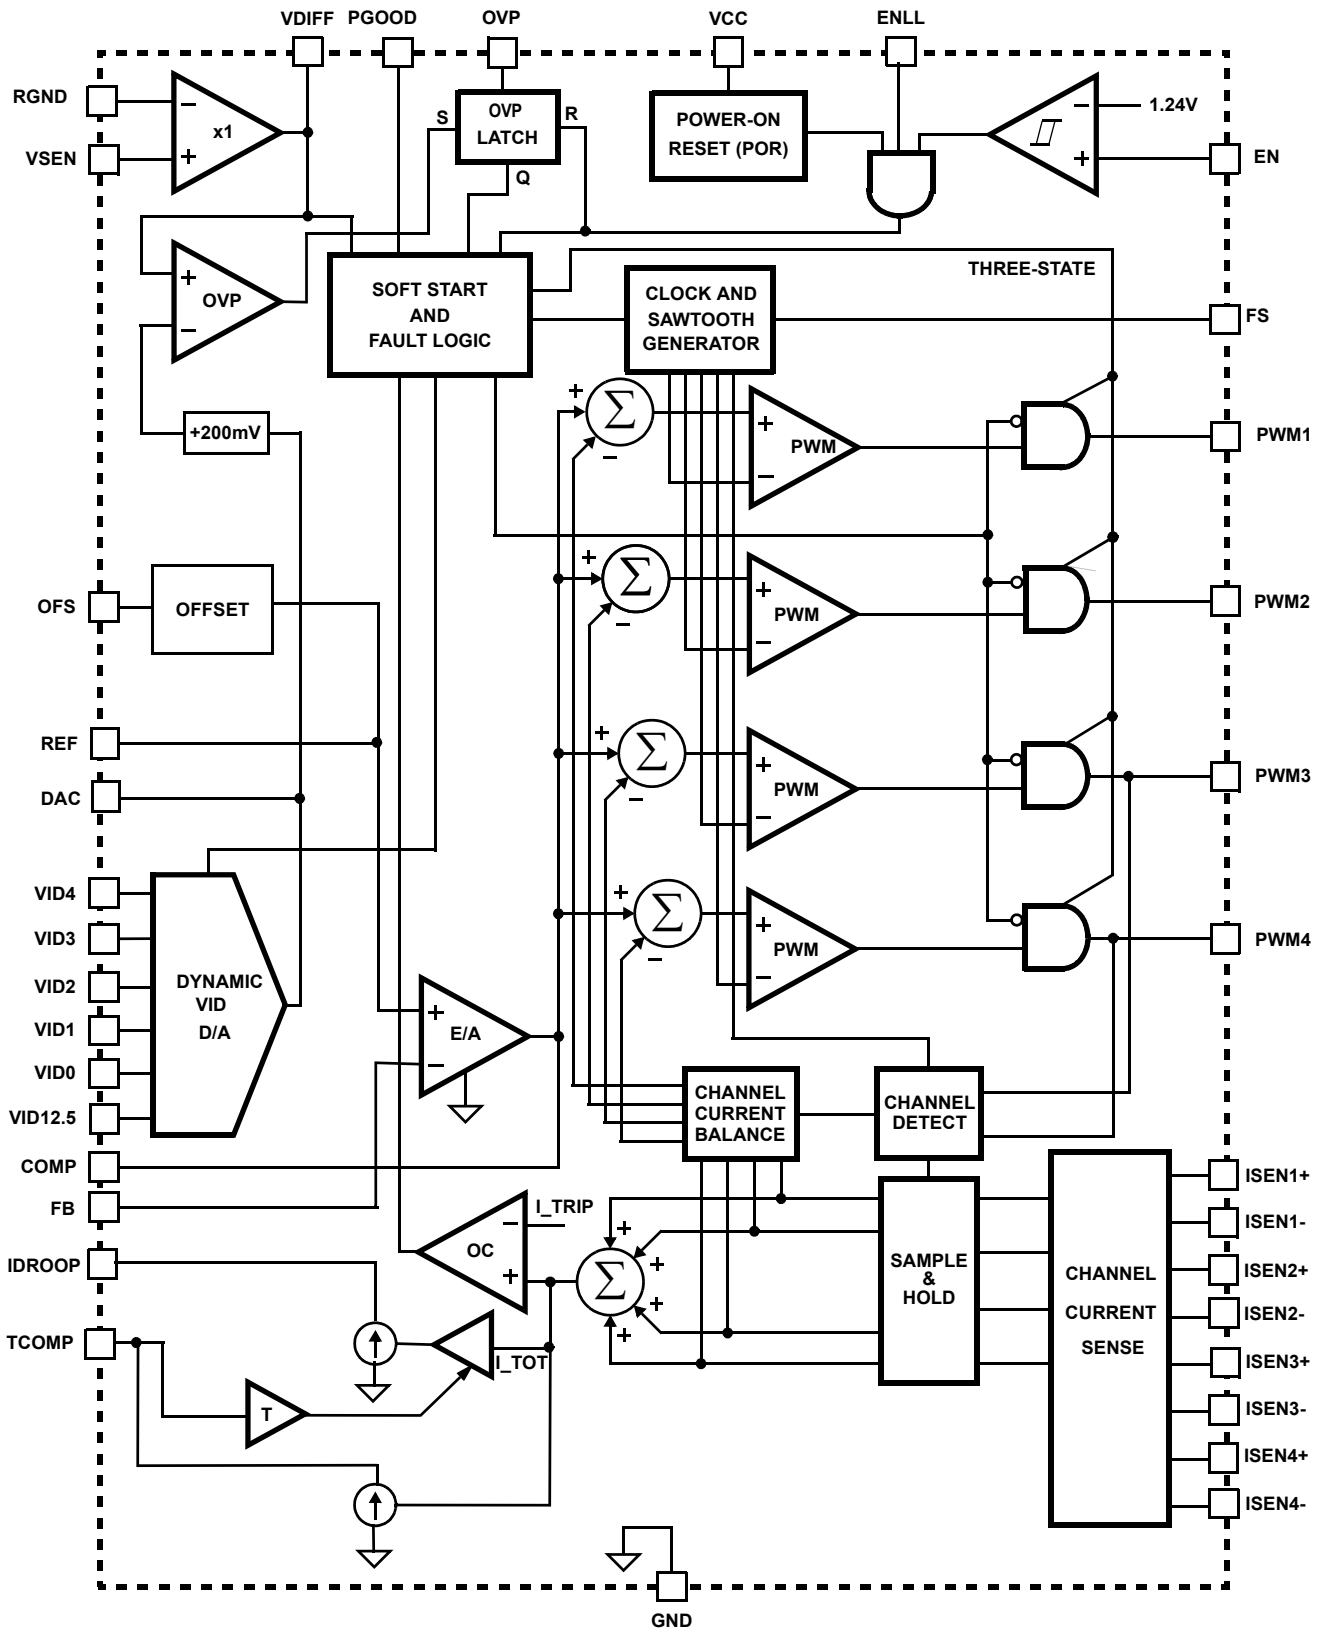 VDIFF PGOOD OVP VCC ENLL
RGND
VSEN
−
x1
+
S
OVP
LATCH
R
Q
POWER-ON
RESET (POR)
−
+
1.24V
EN
+
OVP
−
SOFT START
AND
FAULT LOGIC
CLOCK AND
SAWTOOTH
GENERATOR
THREE-STATE
FS
+200mV
+
∑
−
+
PWM
−
PWM1
OFS
OFFSET
+
∑
−
+
PWM
−
PWM2
REF
DAC
+
∑
−
+
PWM
−
PWM3
VID4
VID3
VID2
VID1
VID0
VID12.5
DYNAMIC
VID
D/A
+
∑
−
+
PWM
−
PWM4
+
E/A
−
CHANNEL
CURRENT
BALANCE
CHANNEL
DETECT
COMP
FB
IDROOP
TCOMP
−
OC
+
I_TRIP
∑
+
+
+
+
I_TOT
T
SAMPLE
&
HOLD
CHANNEL
CURRENT
SENSE
ISEN1+
ISEN1-
ISEN2+
ISEN2-
ISEN3+
ISEN3-
ISEN4+
ISEN4-
GND